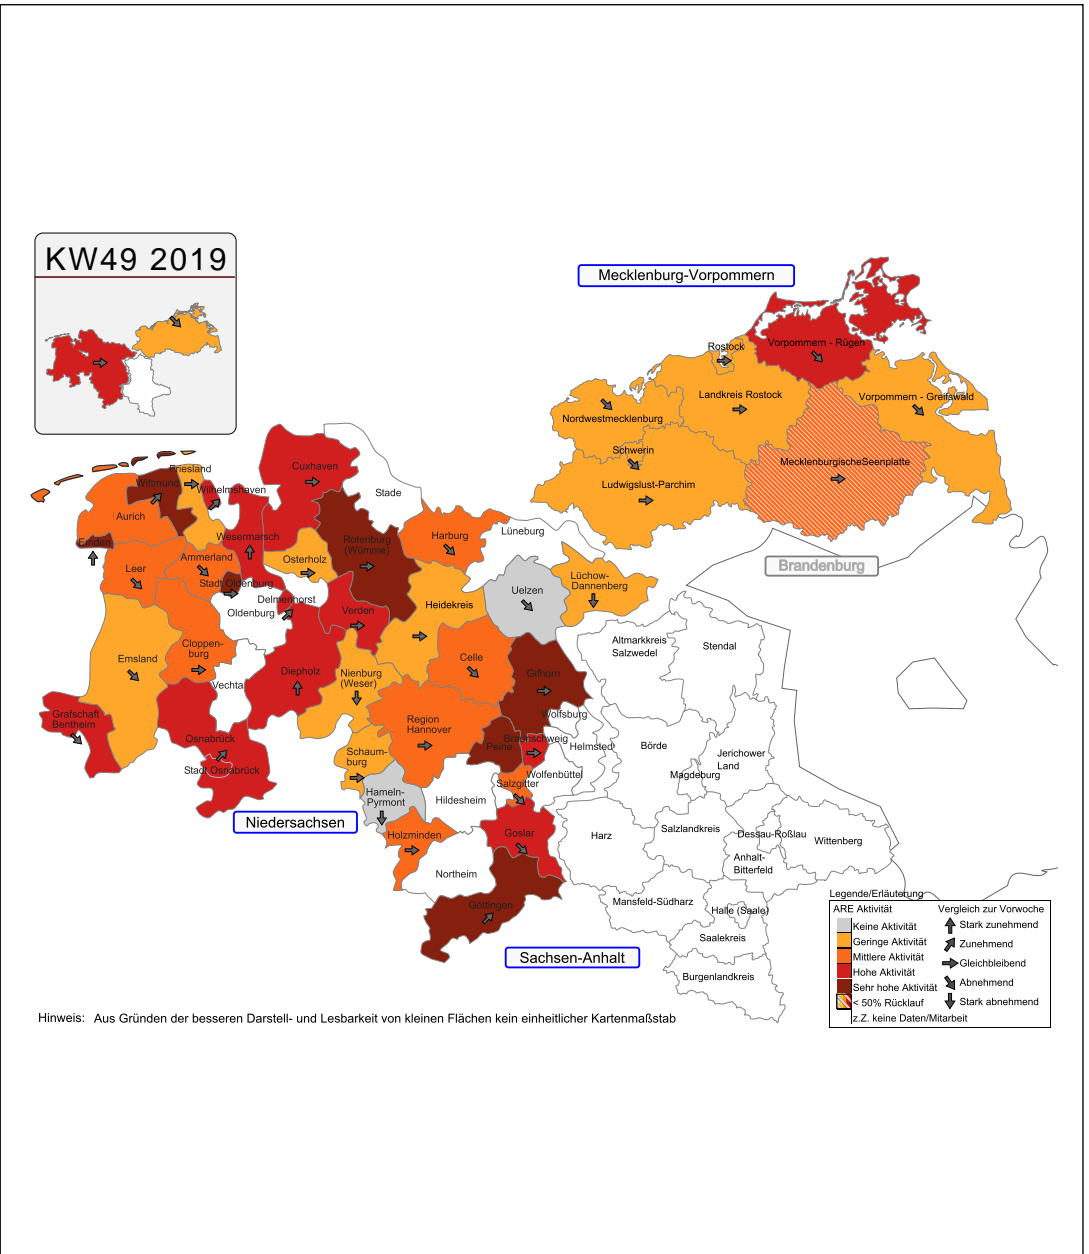 KW49 2019
Mecklenburg-Vorpommern
Rostock
Vorpommern - Rügen
Landkreis Rostock
Vorpommern - Greifswald
Nordwestmecklenburg
Schwerin
MecklenburgischeSeenplatte
Ludwigslust-Parchim
Brandenburg
Cuxhaven
Friesland
Wittmund
Wilhelmshaven
Stade
Aurich
Emden
Wesermarsch
Rotenburg
(Wümme)
Harburg
Lüneburg
Leer
Ammerland
Osterholz
Stadt Oldenburg
Delmenhorst
Oldenburg
Verden
Heidekreis
Uelzen
Lüchow-
Dannenberg
Altmarkkreis
Salzwedel
Stendal
Emsland
Cloppen-
burg
Vechta
Diepholz
Nienburg
(Weser)
Celle
Gifhorn
Grafschaft
Bentheim
Osnabrück
Stadt Osnabrück
Region
Hannover
Wolfsburg
Peine
Braunschweig
Helmstedt
Börde
Jerichower
Land
Schaum-
burg
Wolfenbüttel
Salzgitter
Magdeburg
Hameln-
Pyrmont
Hildesheim
Niedersachsen
Holzminden
Goslar
Harz
Salzlandkreis
Dessau-Roßlau
Wittenberg
Anhalt-
Bitterfeld
Northeim
Göttingen
Mansfeld-Südharz
Halle (Saale)
Saalekreis
Sachsen-Anhalt
Burgenlandkreis
Legende/Erläuterung
ARE Aktivität
Vergleich zur Vorwoche
Keine Aktivität
Stark zunehmend
Geringe Aktivität
Zunehmend
Mittlere Aktivität
Gleichbleibend
Hohe Aktivität
Abnehmend
Sehr hohe Aktivität
Stark abnehmend
< 50% Rücklauf
z.Z. keine Daten/Mitarbeit
Hinweis: Aus Gründen der besseren Darstell- und Lesbarkeit von kleinen Flächen kein einheitlicher Kartenmaßstab